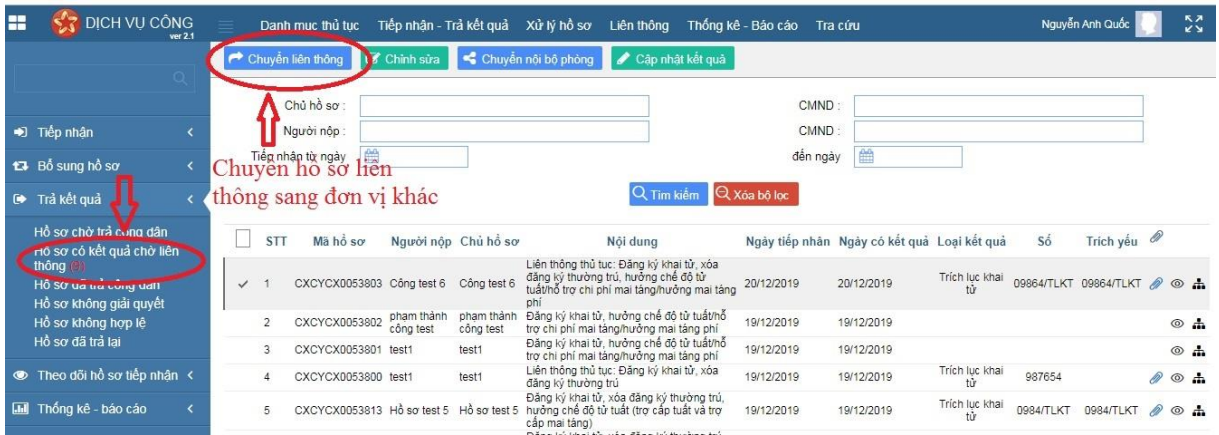 DỊCH VỤ CÔNG
ver 2.1
Danh mục thủ tục Tiếp nhận - Trả kết quả Xử lý hồ sơ Liên thông Thống kê - Báo cáo Tra cứu
Nguyễn Anh Quốc
Chuyển liên thông Chỉnh sửa Chuyển nội bộ phòng Cập nhật kết quả
Chủ hồ sơ : CMND :
Người nộp : CMND :
Tiếp nhận từ ngày đến ngày
Tìm kiếm Xóa bộ lọc
Chuyển hồ sơ liên
thông sang đơn vị khác
Tiếp nhận
Bổ sung hồ sơ
Trả kết quả
Hồ sơ chờ trả công dân
Hồ sơ có kết quả chờ liên
thông (9)
Hồ sơ đã trả công dân
Hồ sơ không giải quyết
Hồ sơ không hợp lệ
Hồ sơ đã trả lại
Theo dõi hồ sơ tiếp nhận
Thống kê - báo cáo
STT Mã hồ sơ Người nộp Chủ hồ sơ Nội dung Ngày tiếp nhận Ngày có kết quả Loại kết quả Số Trích yếu
1 CXCYCX0053803 Công test 6 Công test 6 Liên thông thủ tục: Đăng ký khai tử, xóa
đăng ký thường trú, hưởng chế độ tử
tuất/hỗ trợ chi phí mai táng/hưởng mai táng
phí
20/12/2019 20/12/2019 Trích lục khai
tử
09864/TLKT 09864/TLKT
2 CXCYCX0053802 phạm thành
công test
phạm thành
công test
Đăng ký khai tử, hưởng chế độ tử tuất/hỗ
trợ chi phí mai táng/hưởng mai táng phí
19/12/2019 19/12/2019
3 CXCYCX0053801 test1 test1 Đăng ký khai tử, hưởng chế độ tử tuất/hỗ
trợ chi phí mai táng/hưởng mai táng phí
19/12/2019 19/12/2019
4 CXCYCX0053800 test1 test1 Liên thông thủ tục: Đăng ký khai tử, xóa
đăng ký thường trú
19/12/2019 19/12/2019 Trích lục khai
tử
987654
5 CXCYCX0053813 Hồ sơ test 5 Hồ sơ test 5 Đăng ký khai tử, xóa đăng ký thường trú,
hưởng chế độ tử tuất (trợ cấp tuất và trợ
cấp mai táng)
19/12/2019 19/12/2019 Trích lục khai
tử
0984/TLKT 0984/TLKT